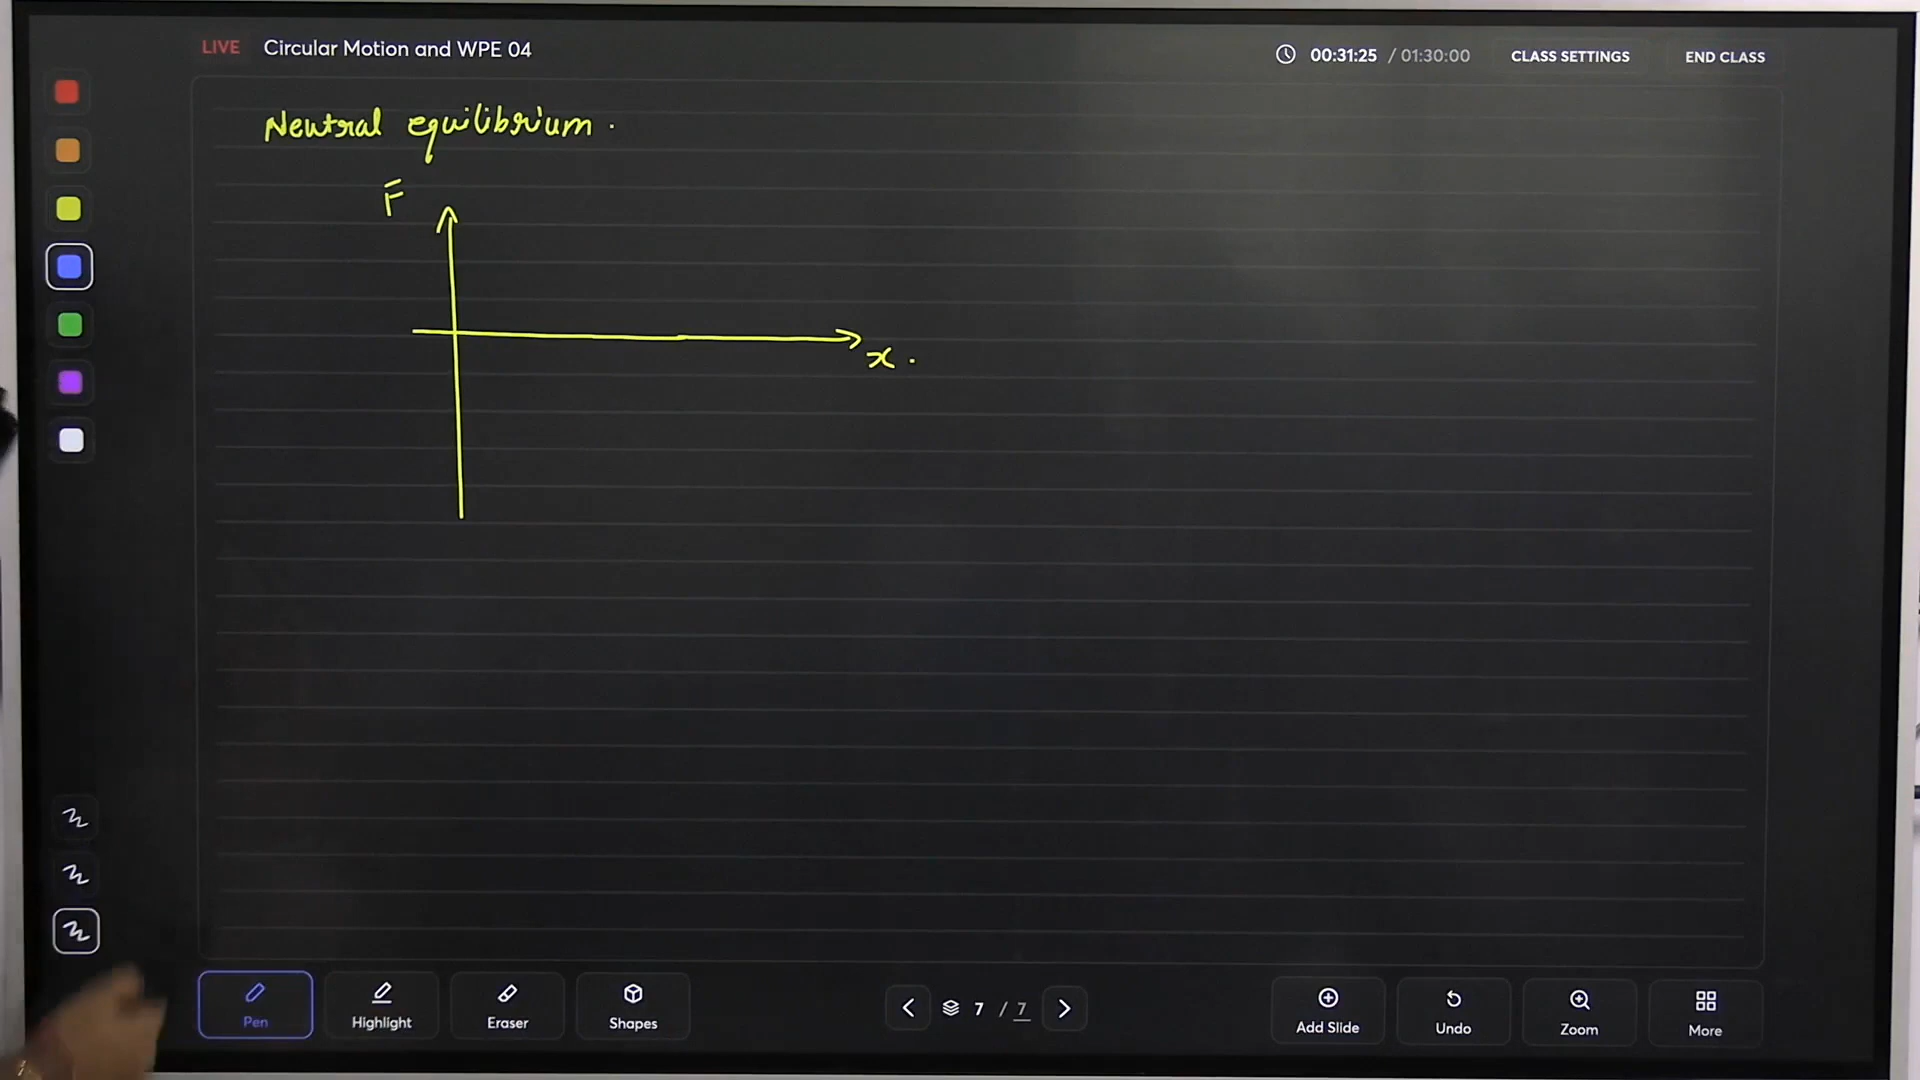 LIVE Circular Motion and WPE 04 00:31:25 / 01:30:00 CLASS SETTINGS END CLASS
Neutral equilibrium .
F
x .
Pen Highlight Eraser Shapes 7 / 7 Add Slide Undo Zoom More